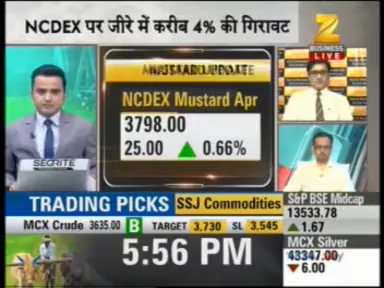 NCDEX पर जीरे में करीब 4% की गिरावट
ZEE
BUSINESS
LIVE
NCDEX Mustard Apr
3798.00
25.00 ▲ 0.66%
SEQRITE
TRADING PICKS SSJ Commodities
S&P BSE Midcap
13533.78
▲ 1.67
MCX Crude 3635.00 B TARGET 3,730 SL 3,545
MCX Silver
43347.00
▼ 6.00
5:56 PM